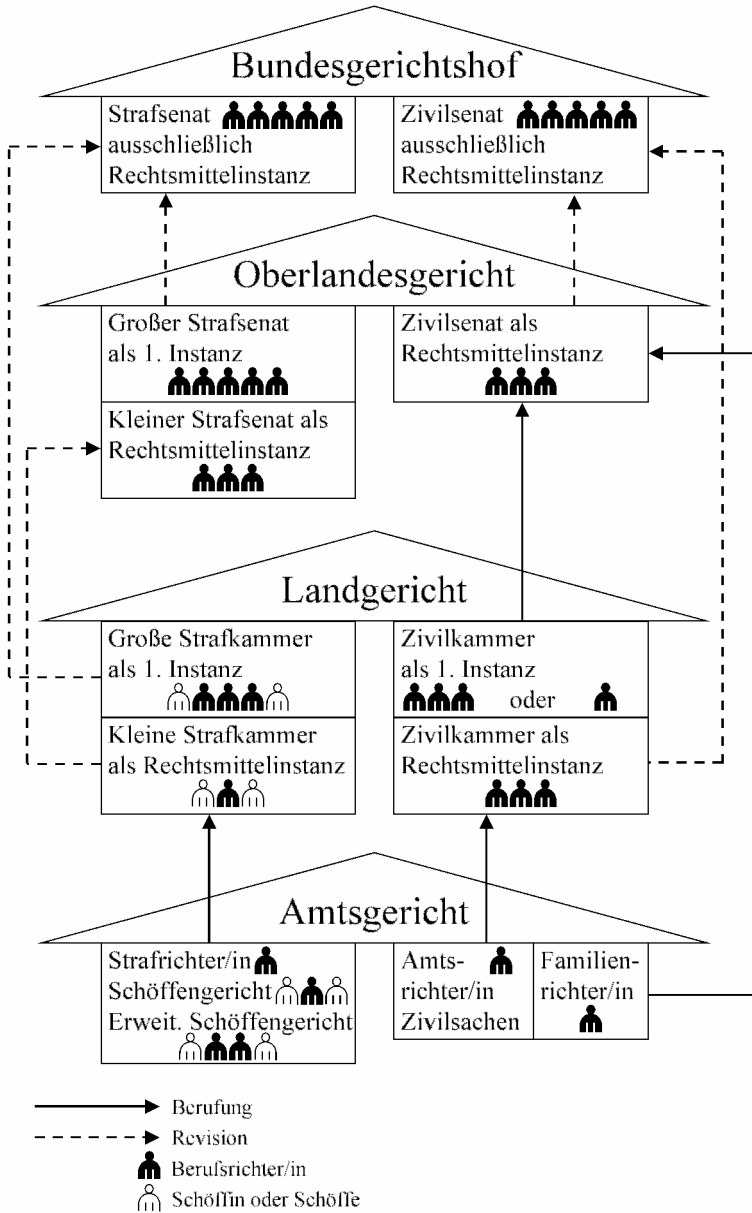 Bundesgerichtshof
Strafsenat
ausschließlich
Rechtsmittelinstanz
Zivilsenat
ausschließlich
Rechtsmittelinstanz
Oberlandesgericht
Großer Strafsenat
als 1. Instanz
Kleiner Strafsenat als
Rechtsmittelinstanz
Zivilsenat als
Rechtsmittelinstanz
Landgericht
Große Strafkammer
als 1. Instanz
Kleine Strafkammer
als Rechtsmittelinstanz
Zivilkammer
als 1. Instanz
oder
Zivilkammer als
Rechtsmittelinstanz
Amtsgericht
Strafrichter/in
Schöffengericht
Erweit. Schöffengericht
Amts-
richter/in
Zivilsachen
Familien-
richter/in
Berufung
Revision
Berufsrichter/in
Schöffin oder Schöffe